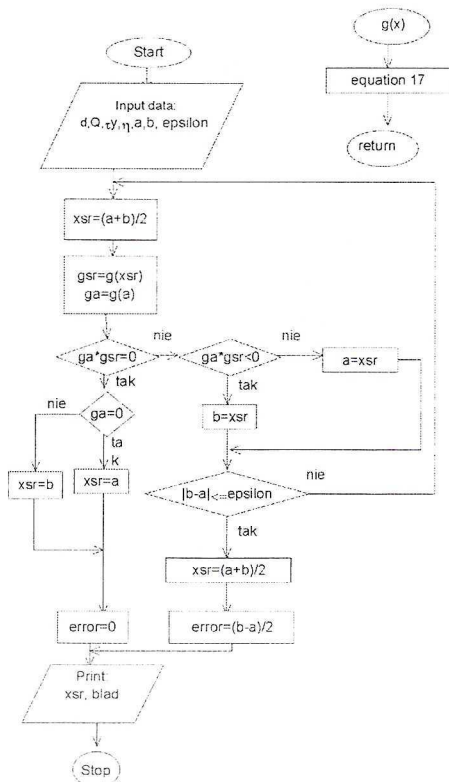 Start
g(x)
equation 17
return
Input data:
d,Q,τy,η,a,b, epsilon
xsr=(a+b)/2
gsr=g(xsr)
ga=g(a)
ga*gsr=0
nie
ga*gsr<0
nie
a=xsr
tak
tak
nie
ga=0
b=xsr
ta
k
xsr=b
xsr=a
|b-a|<=epsilon
nie
tak
xsr=(a+b)/2
error=0
error=(b-a)/2
Print:
xsr, blad
Stop